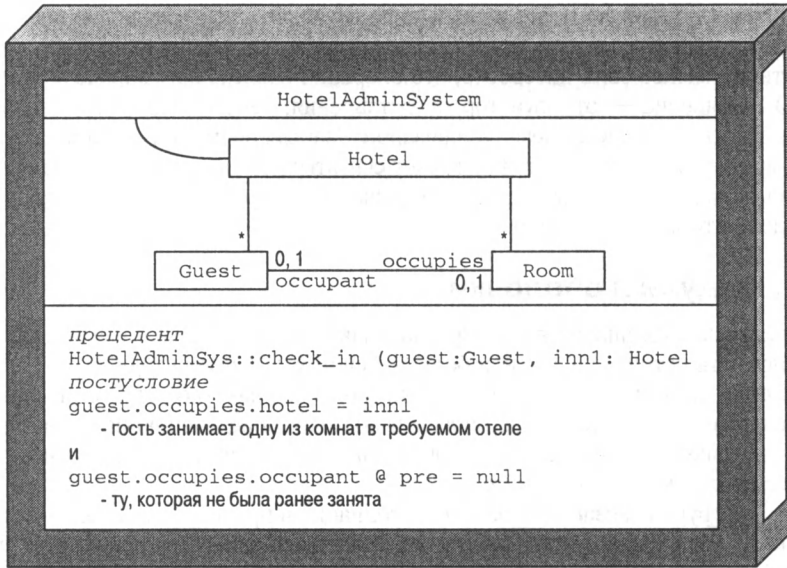 HotelAdminSystem
Hotel
*
*
Guest
0,1
occupies
Room
occupant
0,1
прецедент
HotelAdminSys::check_in (guest:Guest, inn1: Hotel
постусловие
guest.occupies.hotel = inn1
- гость занимает одну из комнат в требуемом отеле
и
guest.occupies.occupant @ pre = null
- ту, которая не была ранее занята